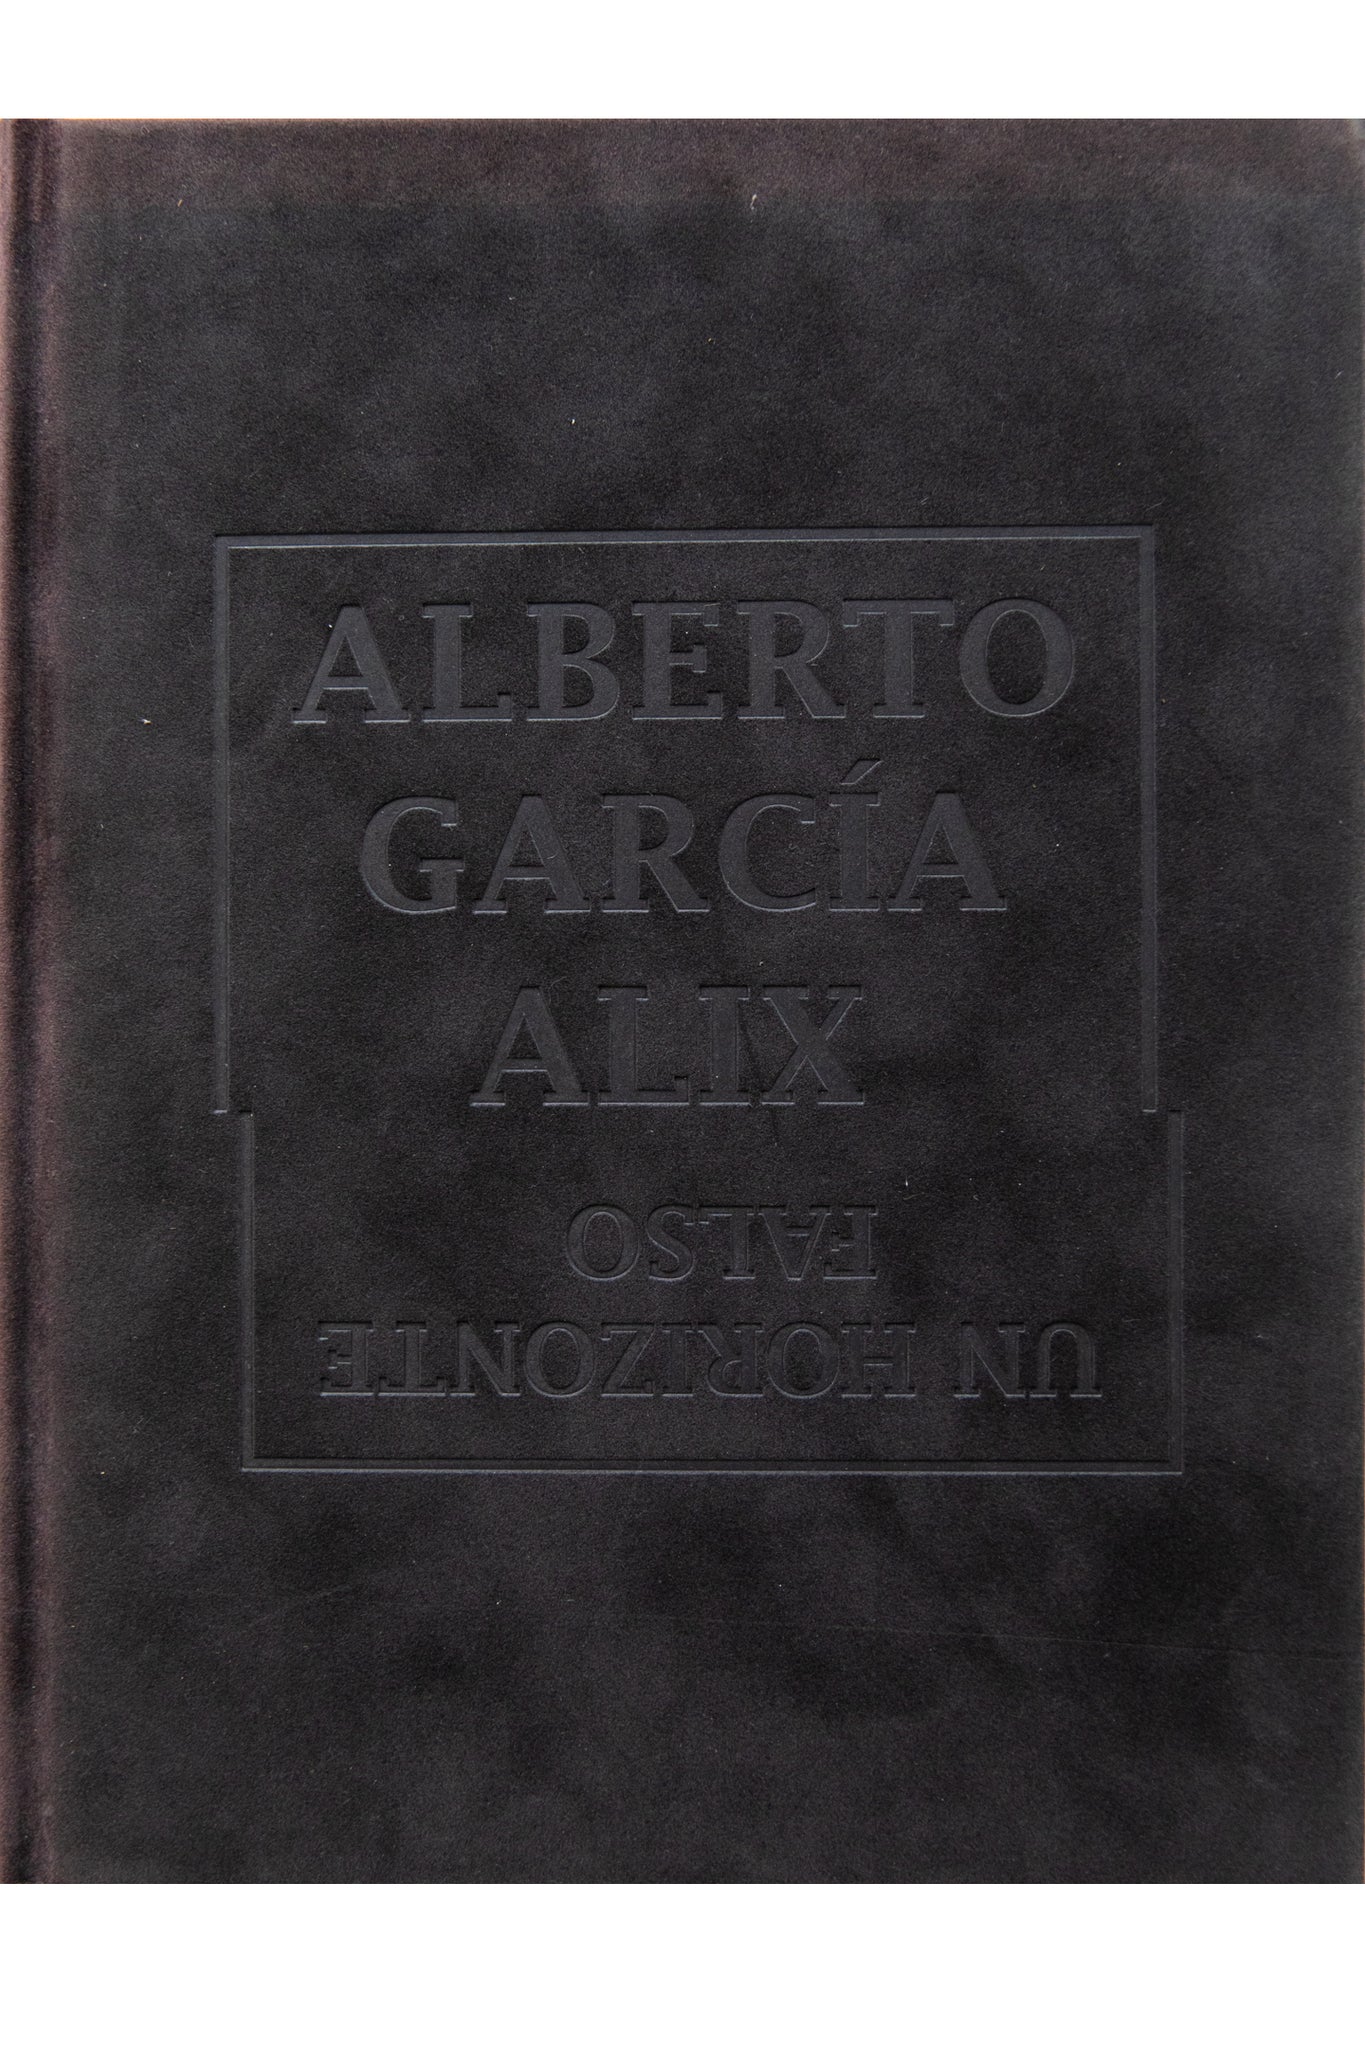 ALBERTO
GARCÍA
ALIX
UN HORIZONTE
FALSO